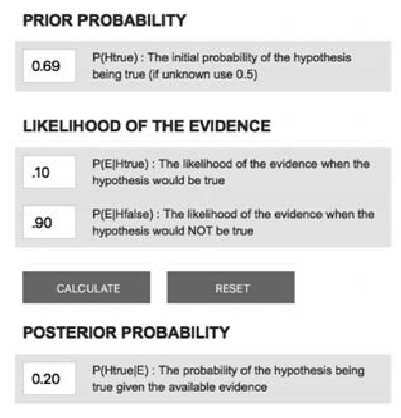 PRIOR PROBABILITY
0.69
P(Htrue) : The initial probability of the hypothesis
being true (if unknown use 0.5)
LIKELIHOOD OF THE EVIDENCE
.10
P(E|Htrue) : The likelihood of the evidence when the
hypothesis would be true
.90
P(E|Hfalse) : The likelihood of the evidence when the
hypothesis would NOT be true
CALCULATE RESET
POSTERIOR PROBABILITY
0.20
P(Htrue|E) : The probability of the hypothesis being
true given the available evidence